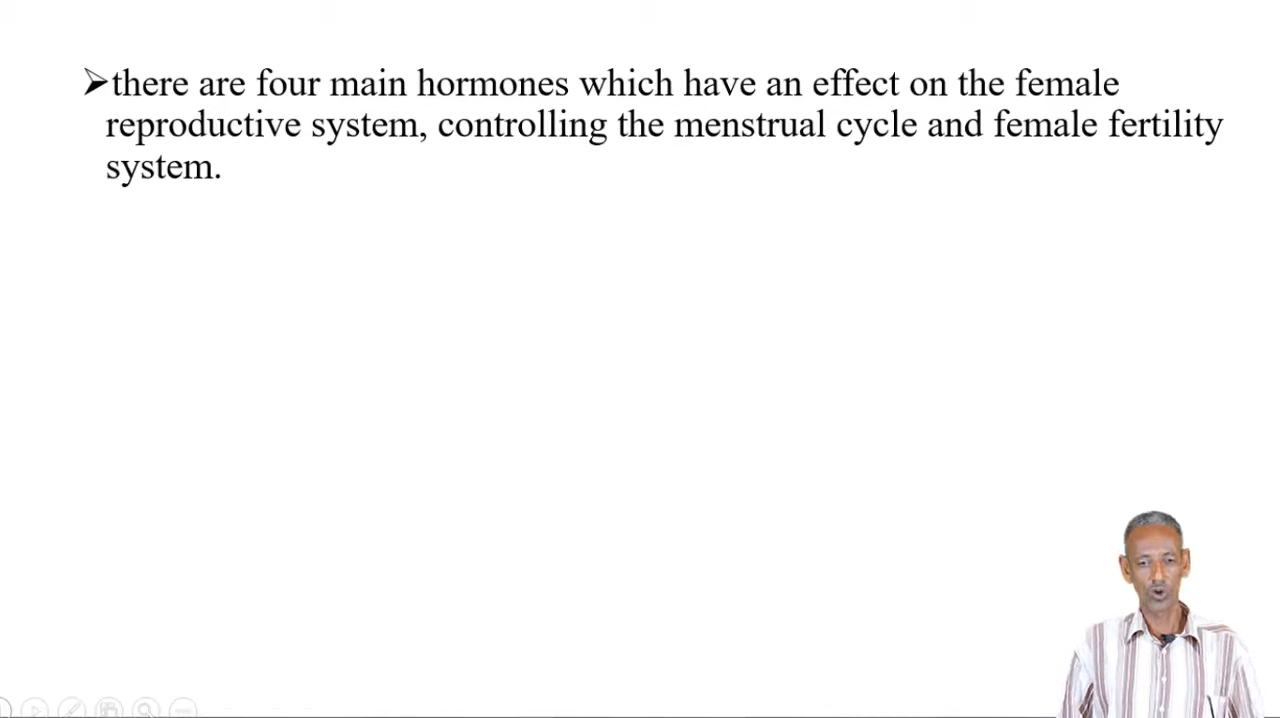 ➢there are four main hormones which have an effect on the female
reproductive system, controlling the menstrual cycle and female fertility
system.